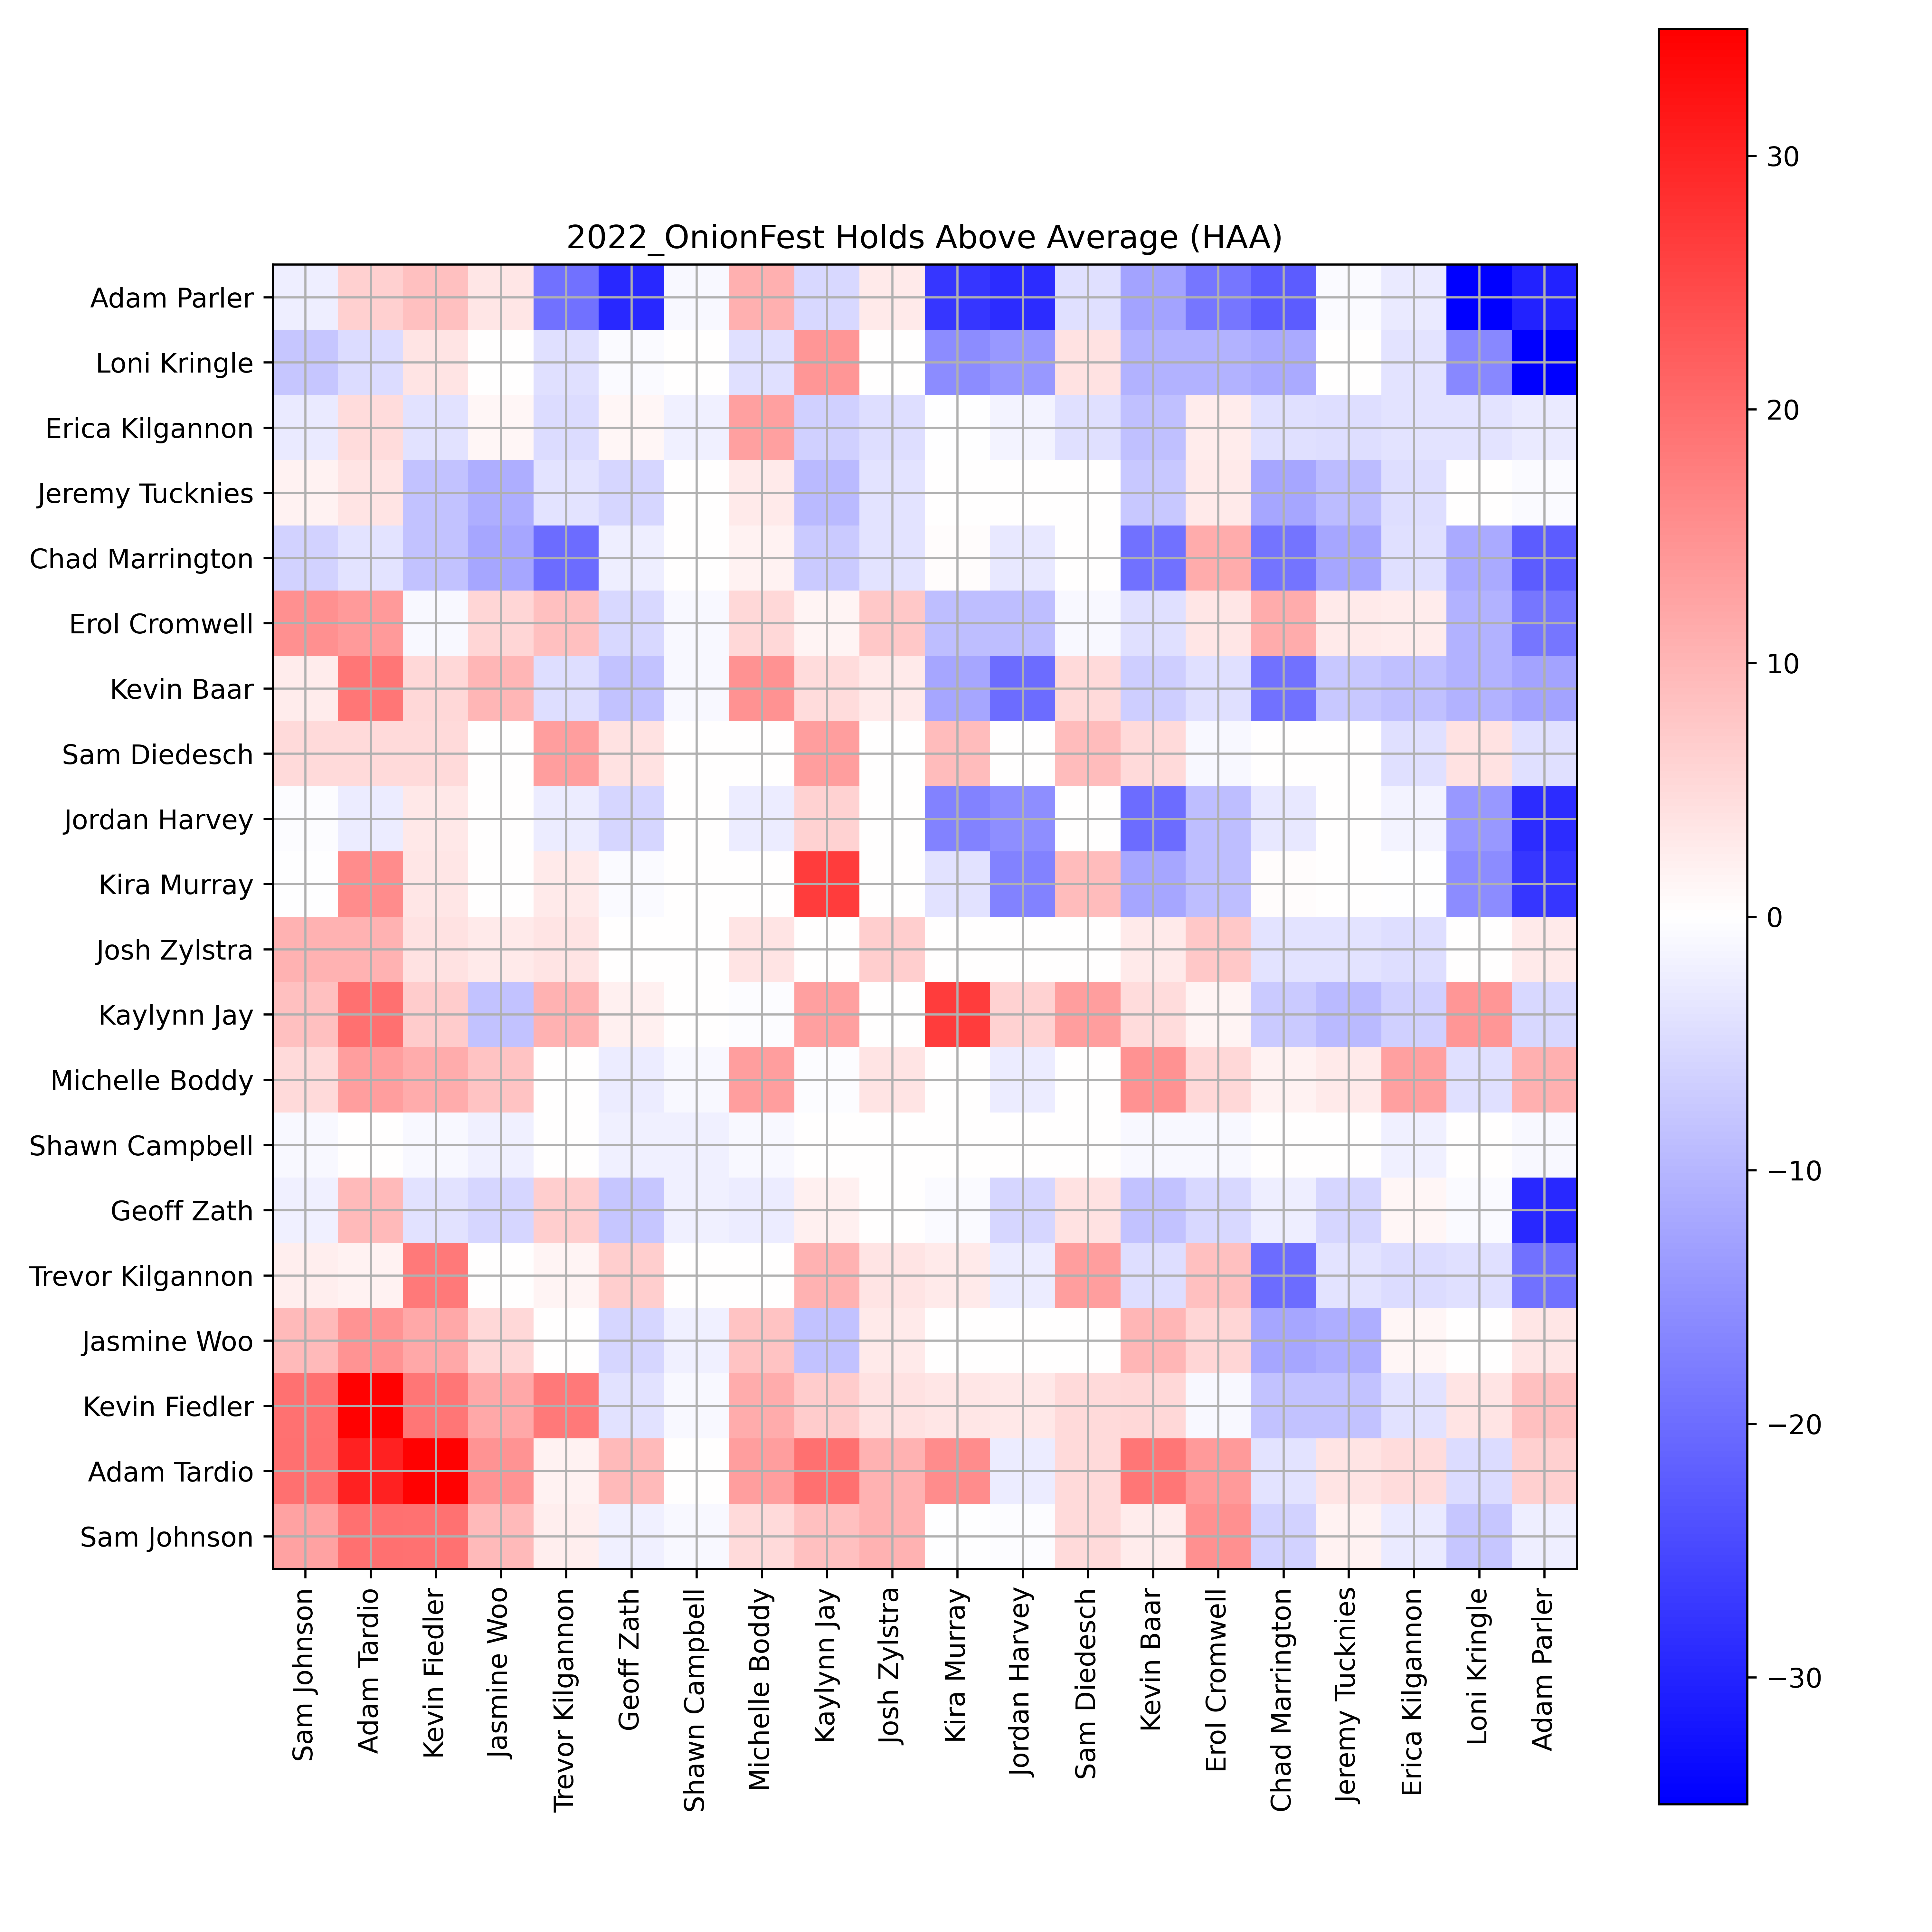 2022_OnionFest Holds Above Average (HAA)
Adam Parler
Loni Kringle
Erica Kilgannon
Jeremy Tucknies
Chad Marrington
Erol Cromwell
Kevin Baar
Sam Diedesch
Jordan Harvey
Kira Murray
Josh Zylstra
Kaylynn Jay
Michelle Boddy
Shawn Campbell
Geoff Zath
Trevor Kilgannon
Jasmine Woo
Kevin Fiedler
Adam Tardio
Sam Johnson
Sam Johnson
Adam Tardio
Kevin Fiedler
Jasmine Woo
Trevor Kilgannon
Geoff Zath
Shawn Campbell
Michelle Boddy
Kaylynn Jay
Josh Zylstra
Kira Murray
Jordan Harvey
Sam Diedesch
Kevin Baar
Erol Cromwell
Chad Marrington
Jeremy Tucknies
Erica Kilgannon
Loni Kringle
Adam Parler
30
20
10
0
−10
−20
−30